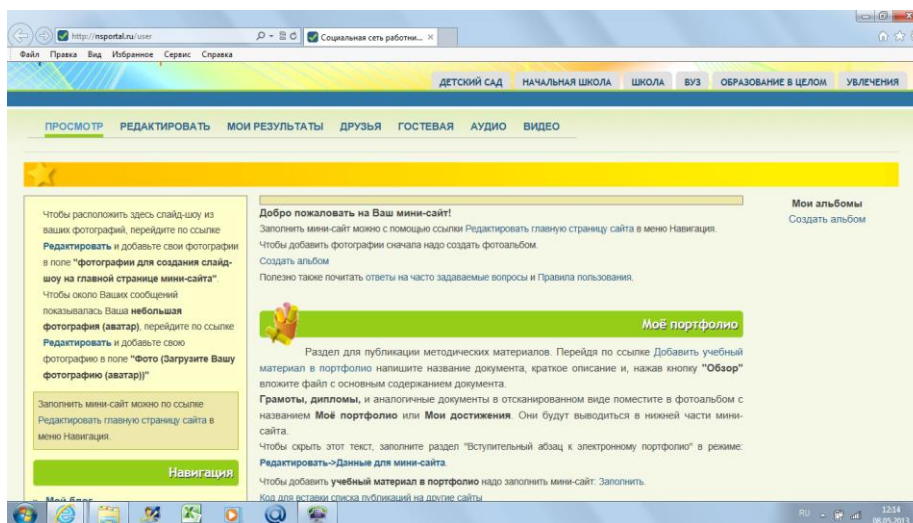 http://nsportal.ru/user
Социальная сеть работни...
Файл Правка Вид Избранное Сервис Справка
ДЕТСКИЙ САД НАЧАЛЬНАЯ ШКОЛА ШКОЛА ВУЗ ОБРАЗОВАНИЕ В ЦЕЛОМ УВЛЕЧЕНИЯ
ПРОСМОТР РЕДАКТИРОВАТЬ МОИ РЕЗУЛЬТАТЫ ДРУЗЬЯ ГОСТЕВАЯ АУДИО ВИДЕО
Чтобы расположить здесь слайд-шоу из
ваших фотографий, перейдите по ссылке
Редактировать и добавьте свои фотографии
в поле "фотографии для создания слайд-
шоу на главной странице мини-сайта".
Чтобы около Ваших сообщений
показывалась Ваша небольшая
фотография (аватар), перейдите по ссылке
Редактировать и добавьте свою
фотографию в поле "Фото (Загрузите Вашу
фотографию (аватар))"
Заполнить мини-сайт можно по ссылке
Редактировать главную страницу сайта в
меню Навигация.
Навигация
Мой блог
Добро пожаловать на Ваш мини-сайт!
Заполнить мини-сайт можно с помощью ссылки Редактировать главную страницу сайта в меню Навигация.
Чтобы добавить фотографии сначала надо создать фотоальбом.
Создать альбом
Полезно также почитать ответы на часто задаваемые вопросы и Правила пользования.
Моё портфолио
Раздел для публикации методических материалов. Перейдя по ссылке Добавить учебный
материал в портфолио напишите название документа, краткое описание и, нажав кнопку "Обзор"
вложите файл с основным содержанием документа.
Грамоты, дипломы, и аналогичные документы в отсканированном виде поместите в фотоальбом с
названием Моё портфолио или Мои достижения. Они будут выводиться в нижней части мини-
сайта.
Чтобы скрыть этот текст, заполните раздел "Вступительный абзац к электронному портфолио" в режиме:
Редактировать->Данные для мини-сайта.
Чтобы добавить учебный материал в портфолио надо заполнить мини-сайт: Заполнить.
Код для вставки списка публикаций на другие сайты
Мои альбомы
Создать альбом
RU
12:14
08.05.2013